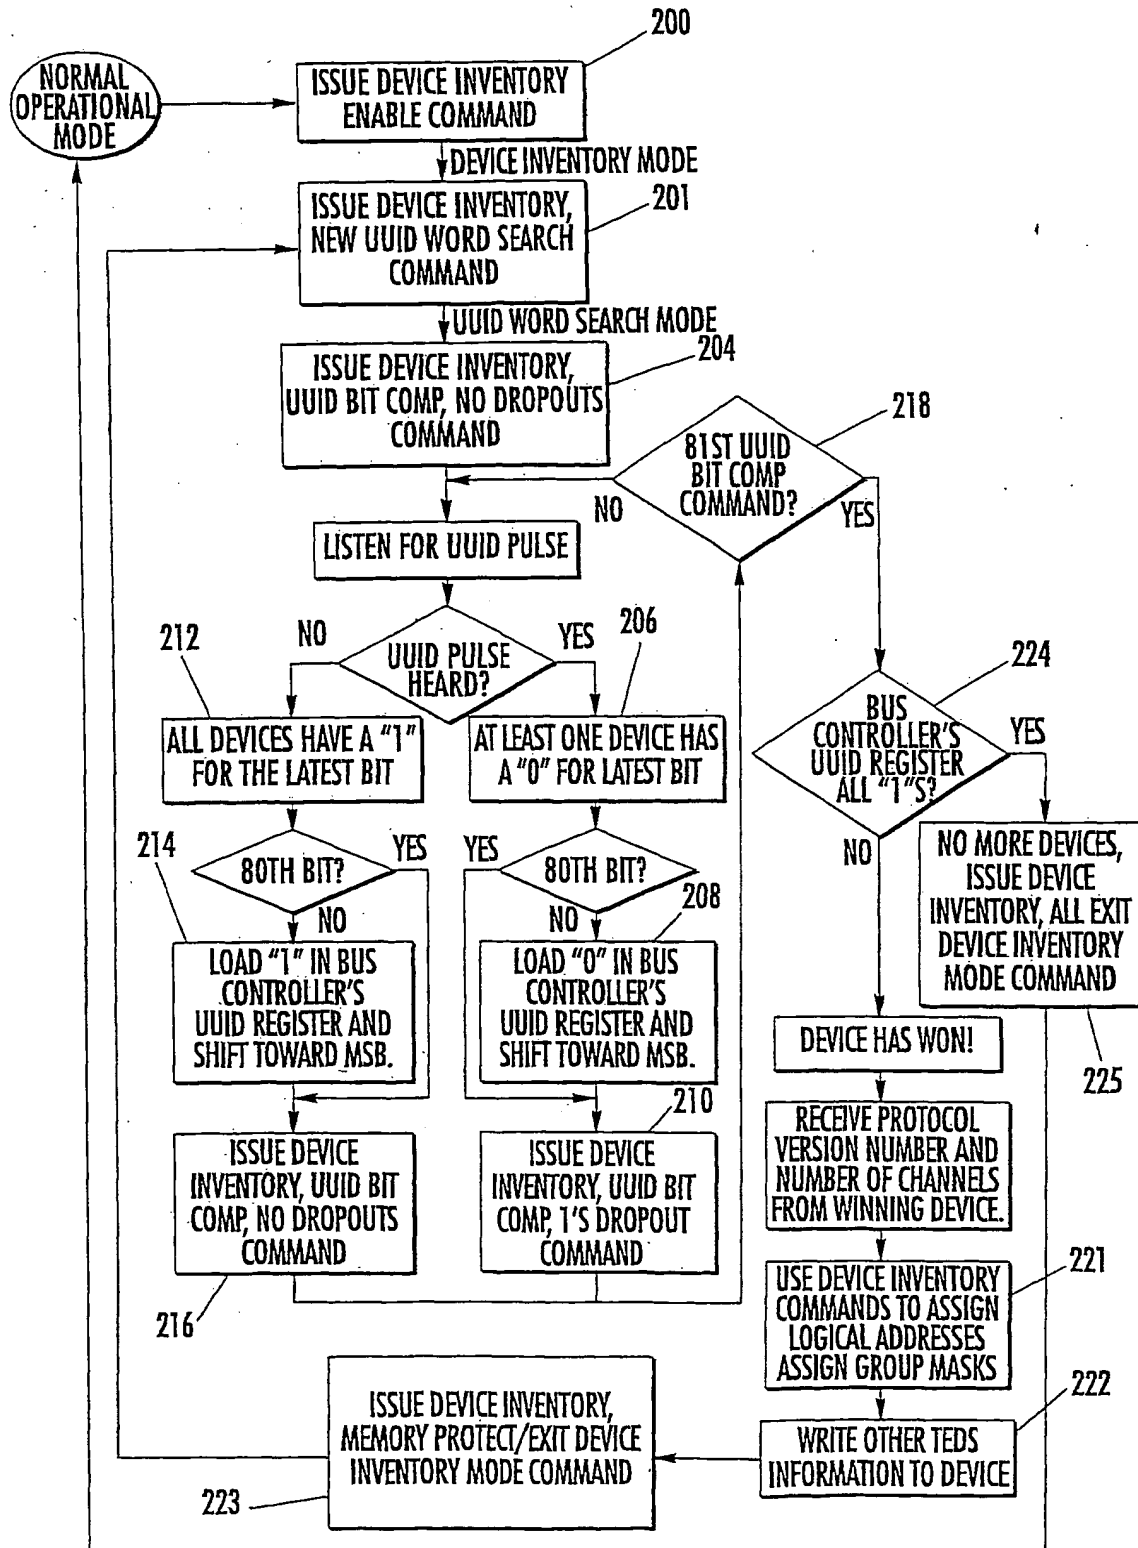 200
NORMAL
OPERATIONAL
MODE
ISSUE DEVICE INVENTORY
ENABLE COMMAND
DEVICE INVENTORY MODE
201
ISSUE DEVICE INVENTORY,
NEW UUID WORD SEARCH
COMMAND
UUID WORD SEARCH MODE
204
ISSUE DEVICE INVENTORY,
UUID BIT COMP, NO DROPOUTS
COMMAND
218
81ST UUID
BIT COMP
COMMAND?
NO
YES
LISTEN FOR UUID PULSE
212
NO
UUID PULSE
HEARD?
YES
206
224
BUS
CONTROLLER'S
UUID REGISTER
ALL "1"S?
YES
NO
ALL DEVICES HAVE A "1"
FOR THE LATEST BIT
AT LEAST ONE DEVICE HAS
A "0" FOR LATEST BIT
214
80TH BIT?
YES
NO
YES
80TH BIT?
NO
208
NO MORE DEVICES,
ISSUE DEVICE
INVENTORY, ALL EXIT
DEVICE INVENTORY
MODE COMMAND
225
LOAD "1" IN BUS
CONTROLLER'S
UUID REGISTER AND
SHIFT TOWARD MSB.
LOAD "0" IN BUS
CONTROLLER'S
UUID REGISTER AND
SHIFT TOWARD MSB.
DEVICE HAS WON!
210
ISSUE DEVICE
INVENTORY, UUID BIT
COMP, NO DROPOUTS
COMMAND
216
ISSUE DEVICE
INVENTORY, UUID BIT
COMP, 1'S DROPOUT
COMMAND
RECEIVE PROTOCOL
VERSION NUMBER AND
NUMBER OF CHANNELS
FROM WINNING DEVICE.
221
USE DEVICE INVENTORY
COMMANDS TO ASSIGN
LOGICAL ADDRESSES
ASSIGN GROUP MASKS
222
WRITE OTHER TEDS
INFORMATION TO DEVICE
ISSUE DEVICE INVENTORY,
MEMORY PROTECT/EXIT DEVICE
INVENTORY MODE COMMAND
223